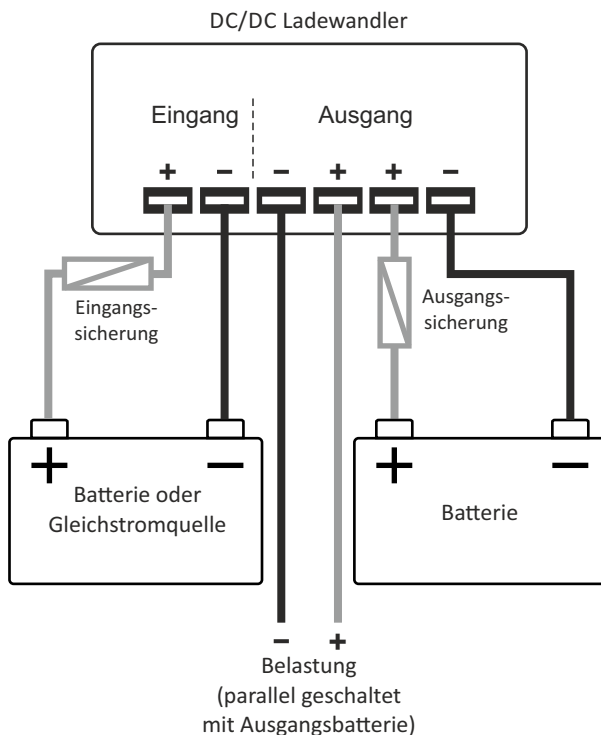 DC/DC Ladewandler
Eingang Ausgang
+ − − + + −
Eingangs-
sicherung
Ausgangs-
sicherung
+ − + −
Batterie oder
Gleichstromquelle
Batterie
− +
Belastung
(parallel geschaltet
mit Ausgangsbatterie)